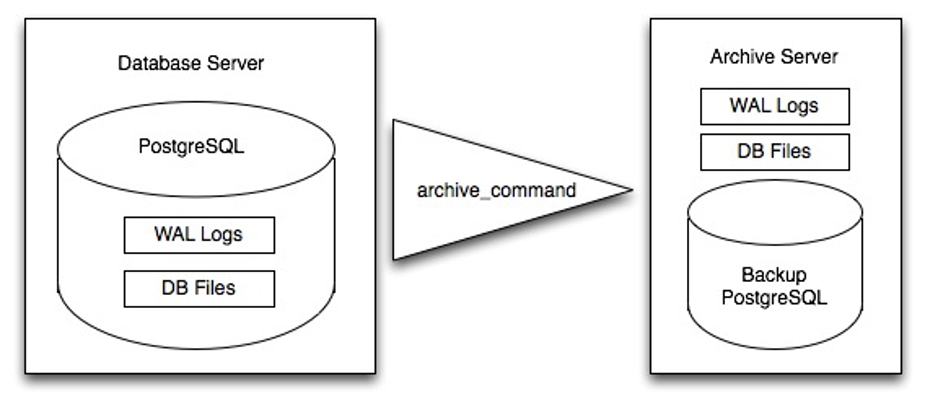 Database Server
PostgreSQL
WAL Logs
DB Files
archive_command
Archive Server
WAL Logs
DB Files
Backup
PostgreSQL